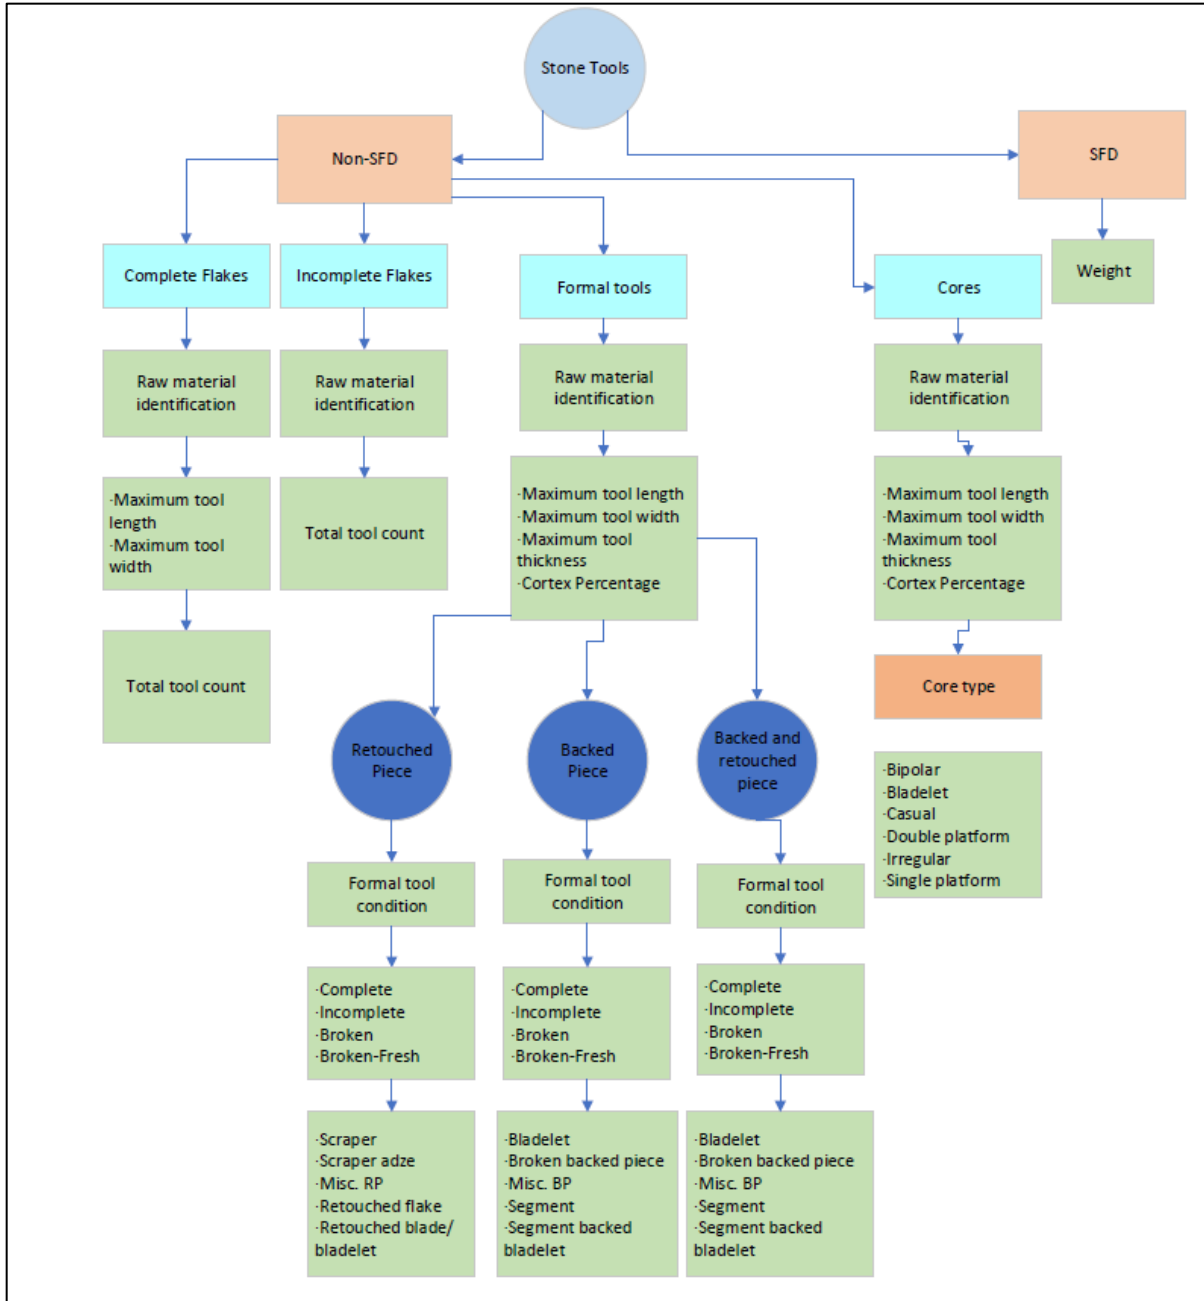 Stone Tools
Non-SFD
SFD
Complete Flakes
Incomplete Flakes
Formal tools
Cores
Weight
Raw material
identification
Raw material
identification
Raw material
identification
Raw material
identification
·Maximum tool
length
·Maximum tool
width
Total tool count
·Maximum tool length
·Maximum tool width
·Maximum tool
thickness
·Cortex Percentage
·Maximum tool length
·Maximum tool width
·Maximum tool
thickness
·Cortex Percentage
Total tool count
Core type
Retouched
Piece
Backed
Piece
Backed and
retouched
piece
·Bipolar
·Bladelet
·Casual
·Double platform
·Irregular
·Single platform
Formal tool
condition
Formal tool
condition
Formal tool
condition
·Complete
·Incomplete
·Broken
·Broken-Fresh
·Complete
·Incomplete
·Broken
·Broken-Fresh
·Complete
·Incomplete
·Broken
·Broken-Fresh
·Scraper
·Scraper adze
·Misc. RP
·Retouched flake
·Retouched blade/
bladelet
·Bladelet
·Broken backed piece
·Misc. BP
·Segment
·Segment backed
bladelet
·Bladelet
·Broken backed piece
·Misc. BP
·Segment
·Segment backed
bladelet